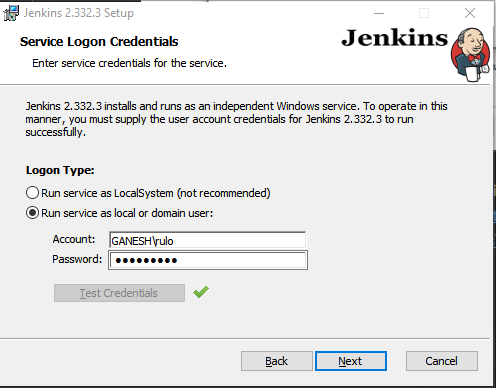 Jenkins 2.332.3 Setup
Service Logon Credentials
Enter service credentials for the service.
Jenkins
Jenkins 2.332.3 installs and runs as an independent Windows service. To operate in this
manner, you must supply the user account credentials for Jenkins 2.332.3 to run
successfully.
Logon Type:
Run service as LocalSystem (not recommended)
Run service as local or domain user:
Account: GANESH\rulo
Password: ●●●●●●●●●
Test Credentials
Back Next Cancel